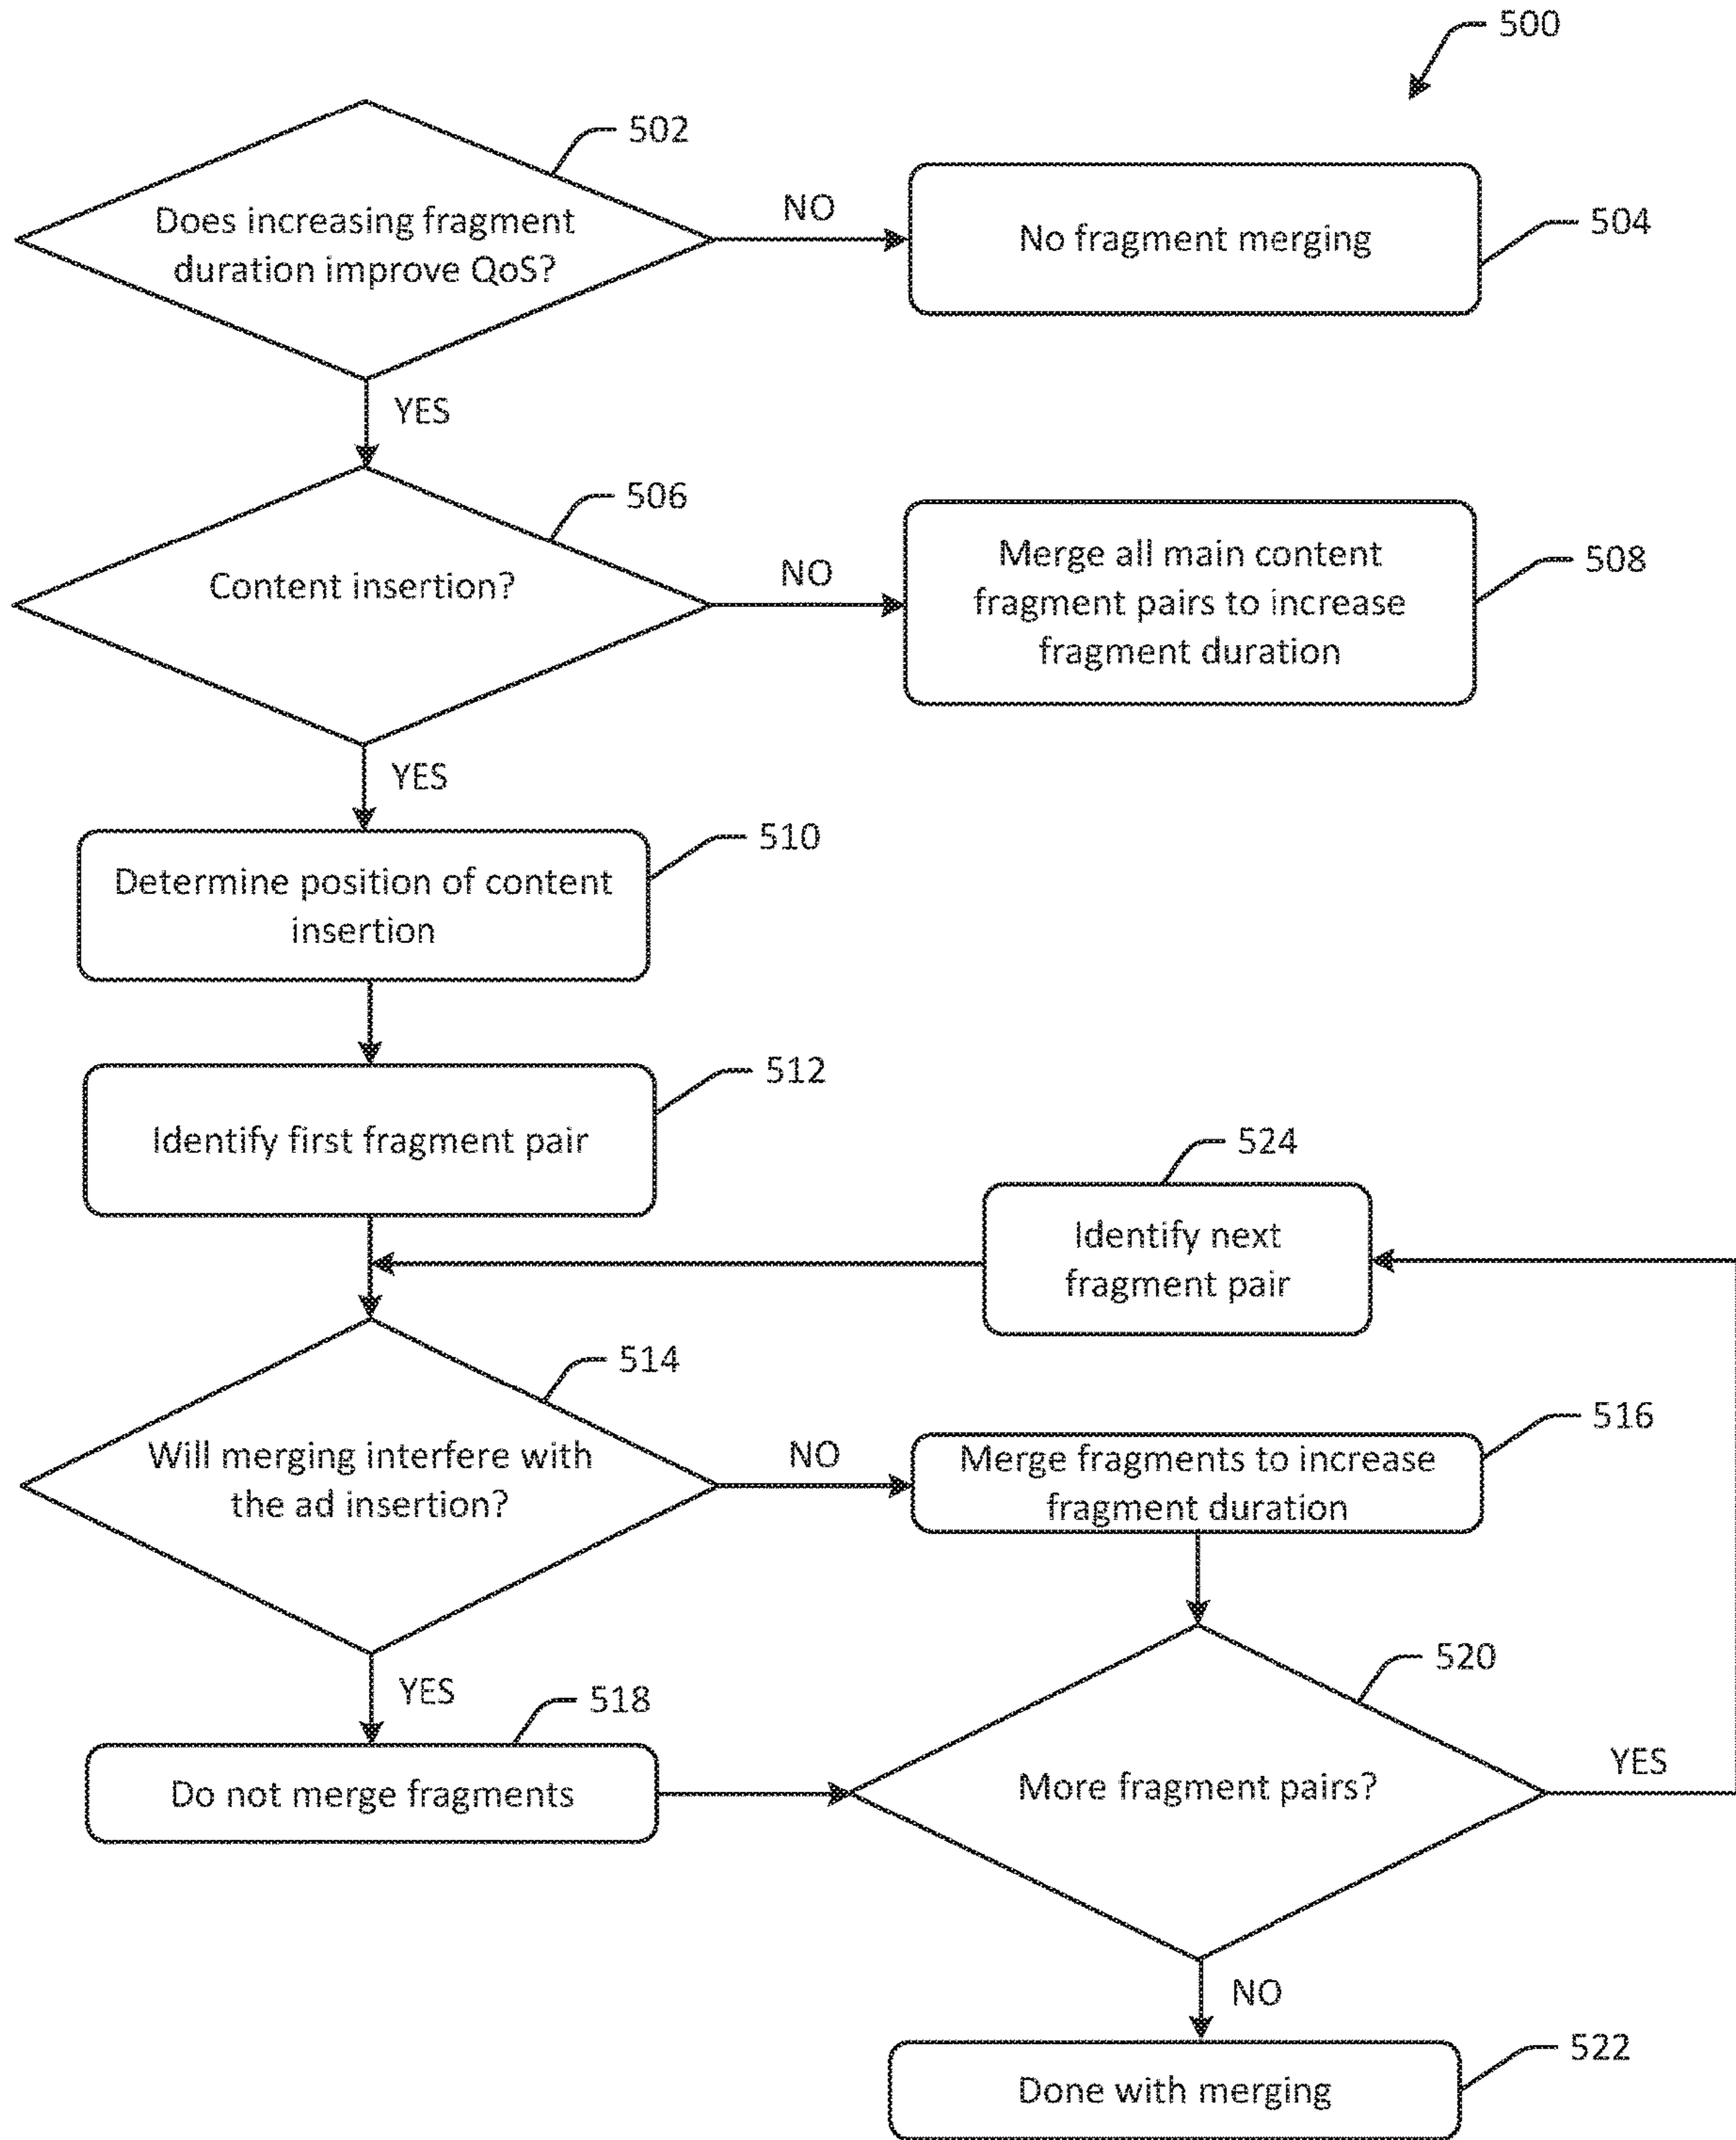 500
502
Does increasing fragment
duration improve QoS?
NO
No fragment merging
504
YES
506
Content insertion?
NO
Merge all main content
fragment pairs to increase
fragment duration
508
YES
510
Determine position of content
insertion
512
Identify first fragment pair
524
Identify next
fragment pair
514
Will merging interfere with
the ad insertion?
NO
516
Merge fragments to increase
fragment duration
YES
518
Do not merge fragments
520
More fragment pairs?
YES
NO
522
Done with merging